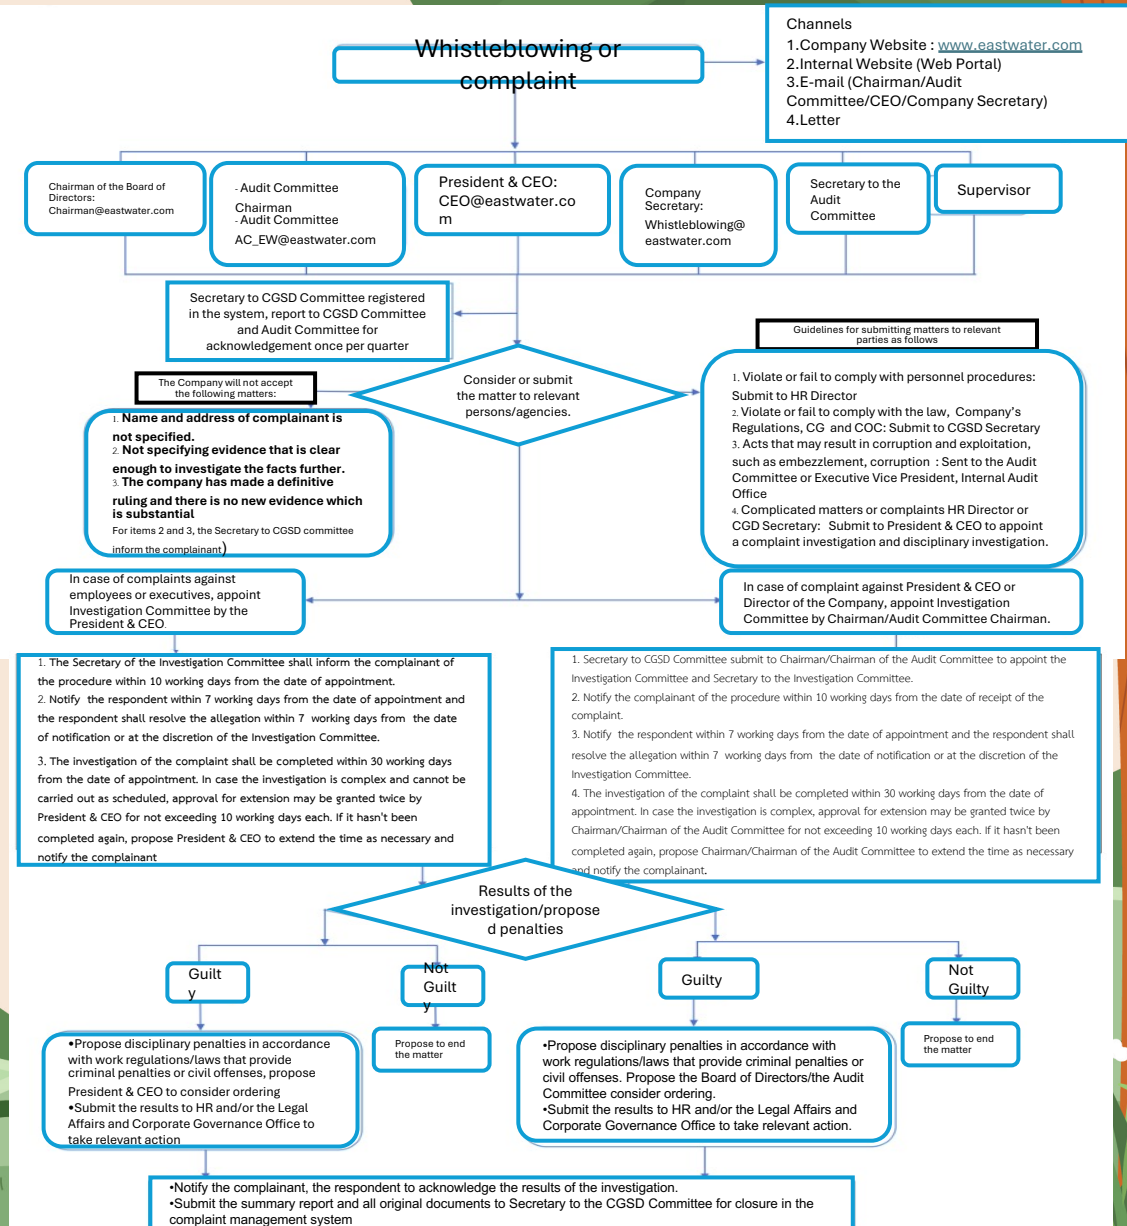 Whistleblowing or
complaint
Channels
1.Company Website : www.eastwater.com
2.Internal Website (Web Portal)
3.E-mail (Chairman/Audit
Committee/CEO/Company Secretary)
4.Letter
Chairman of the Board of
Directors:
Chairman@eastwater.com
- Audit Committee
Chairman
- Audit Committee
AC_EW@eastwater.com
President & CEO:
CEO@eastwater.co
m
Company
Secretary:
Whistleblowing@
eastwater.com
Secretary to the
Audit
Committee
Supervisor
Secretary to CGSD Committee registered
in the system, report to CGSD Committee
and Audit Committee for
acknowledgement once per quarter
Consider or submit
the matter to relevant
persons/agencies.
The Company will not accept
the following matters:
1. Name and address of complainant is
not specified.
2. Not specifying evidence that is clear
enough to investigate the facts further.
3. The company has made a definitive
ruling and there is no new evidence which
is substantial
For items 2 and 3, the Secretary to CGSD committee
inform the complainant)
Guidelines for submitting matters to relevant
parties as follows
1. Violate or fail to comply with personnel procedures:
Submit to HR Director
2. Violate or fail to comply with the law, Company's
Regulations, CG and COC: Submit to CGSD Secretary
3. Acts that may result in corruption and exploitation,
such as embezzlement, corruption : Sent to the Audit
Committee or Executive Vice President, Internal Audit
Office
4. Complicated matters or complaints HR Director or
CGD Secretary: Submit to President & CEO to appoint
a complaint investigation and disciplinary investigation.
In case of complaints against
employees or executives, appoint
Investigation Committee by the
President & CEO.
In case of complaint against President & CEO or
Director of the Company, appoint Investigation
Committee by Chairman/Audit Committee Chairman.
1. The Secretary of the Investigation Committee shall inform the complainant of
the procedure within 10 working days from the date of appointment.
2. Notify the respondent within 7 working days from the date of appointment and
the respondent shall resolve the allegation within 7 working days from the date
of notification or at the discretion of the Investigation Committee.
3. The investigation of the complaint shall be completed within 30 working days
from the date of appointment. In case the investigation is complex and cannot be
carried out as scheduled, approval for extension may be granted twice by
President & CEO for not exceeding 10 working days each. If it hasn't been
completed again, propose President & CEO to extend the time as necessary and
notify the complainant
1. Secretary to CGSD Committee submit to Chairman/Chairman of the Audit Committee to appoint the
Investigation Committee and Secretary to the Investigation Committee.
2. Notify the complainant of the procedure within 10 working days from the date of receipt of the
complaint.
3. Notify the respondent within 7 working days from the date of appointment and the respondent shall
resolve the allegation within 7 working days from the date of notification or at the discretion of the
Investigation Committee.
4. The investigation of the complaint shall be completed within 30 working days from the date of
appointment. In case the investigation is complex, approval for extension may be granted twice by
Chairman/Chairman of the Audit Committee for not exceeding 10 working days each. If it hasn't been
completed again, propose Chairman/Chairman of the Audit Committee to extend the time as necessary
and notify the complainant.
Results of the
investigation/propose
d penalties
Guilt
y
Not
Guilt
y
Guilty
Not
Guilty
•Propose disciplinary penalties in accordance
with work regulations/laws that provide
criminal penalties or civil offenses, propose
President & CEO to consider ordering
•Submit the results to HR and/or the Legal
Affairs and Corporate Governance Office to
take relevant action
Propose to end
the matter
•Propose disciplinary penalties in accordance with
work regulations/laws that provide criminal penalties or
civil offenses. Propose the Board of Directors/the Audit
Committee consider ordering.
•Submit the results to HR and/or the Legal Affairs and
Corporate Governance Office to take relevant action.
Propose to end
the matter
•Notify the complainant, the respondent to acknowledge the results of the investigation.
•Submit the summary report and all original documents to Secretary to the CGSD Committee for closure in the
complaint management system